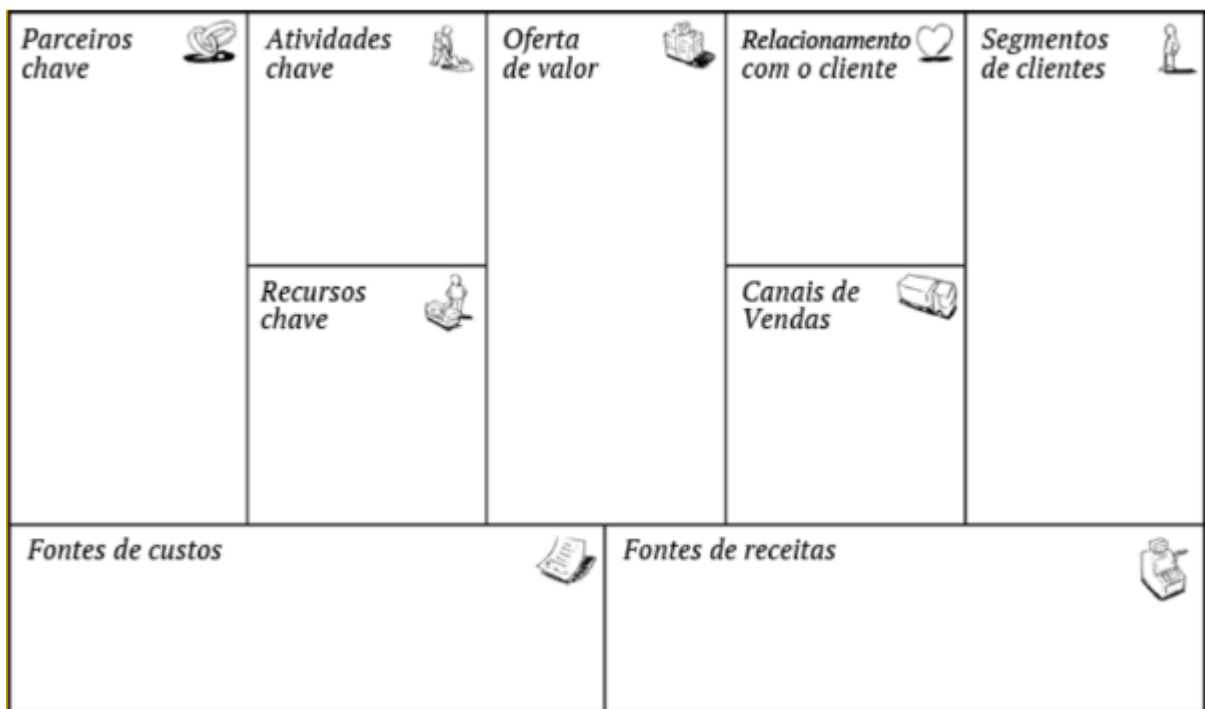 Parceiros
chave
Atividades
chave
Oferta
de valor
Relacionamento
com o cliente
Segmentos
de clientes
Recursos
chave
Canais de
Vendas
Fontes de custos
Fontes de receitas